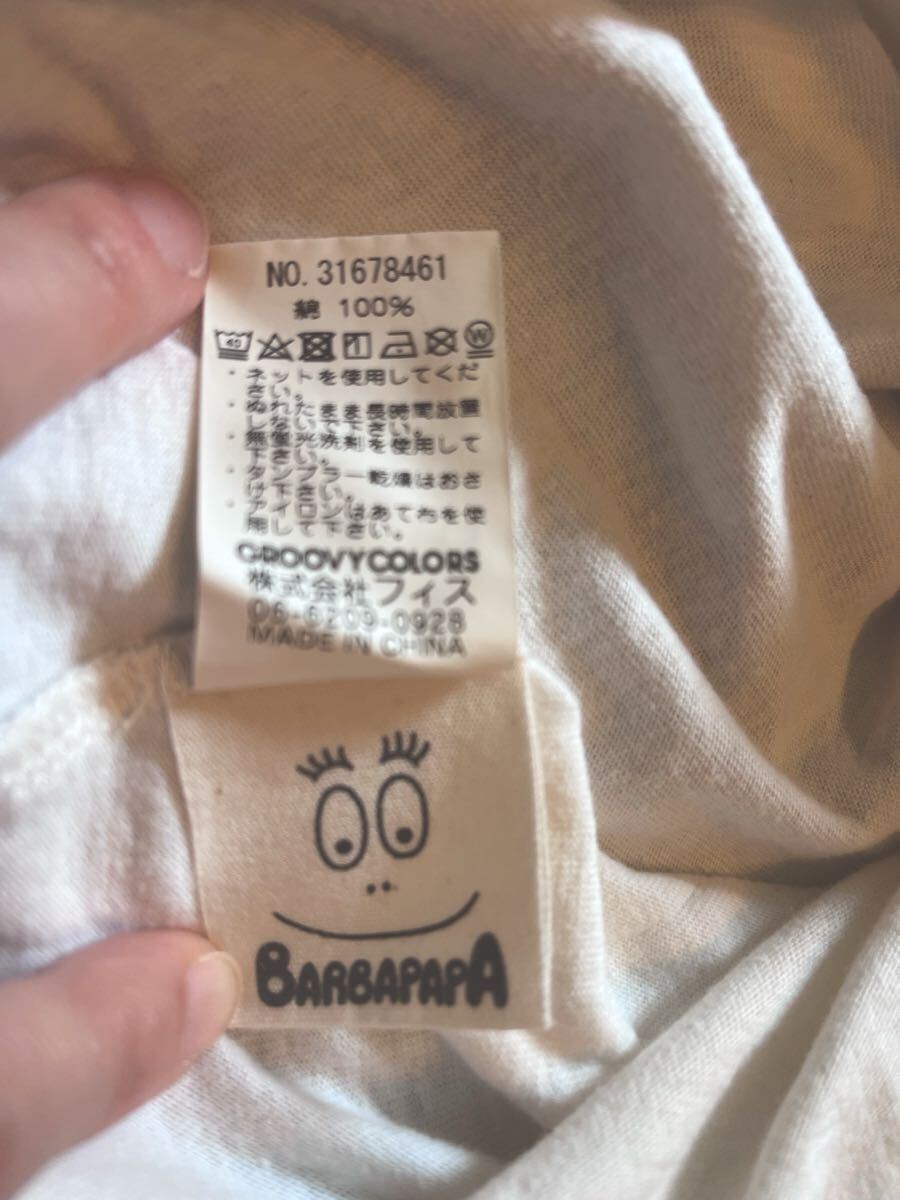 NO. 31678461
綿 100%
40
W
・ネットを使用してくだ
さい。
・ぬれたまま長時間放置
しないで下さい。
・無蛍光洗剤を使用して
下さい。
・タンブラー乾燥はおさ
け下さい。
・アイロンはあて布を使
用して下さい。
GROOVYCOLORS
株式会社フィス
06-6209-0928
MADE IN CHINA
BARBAPAPA